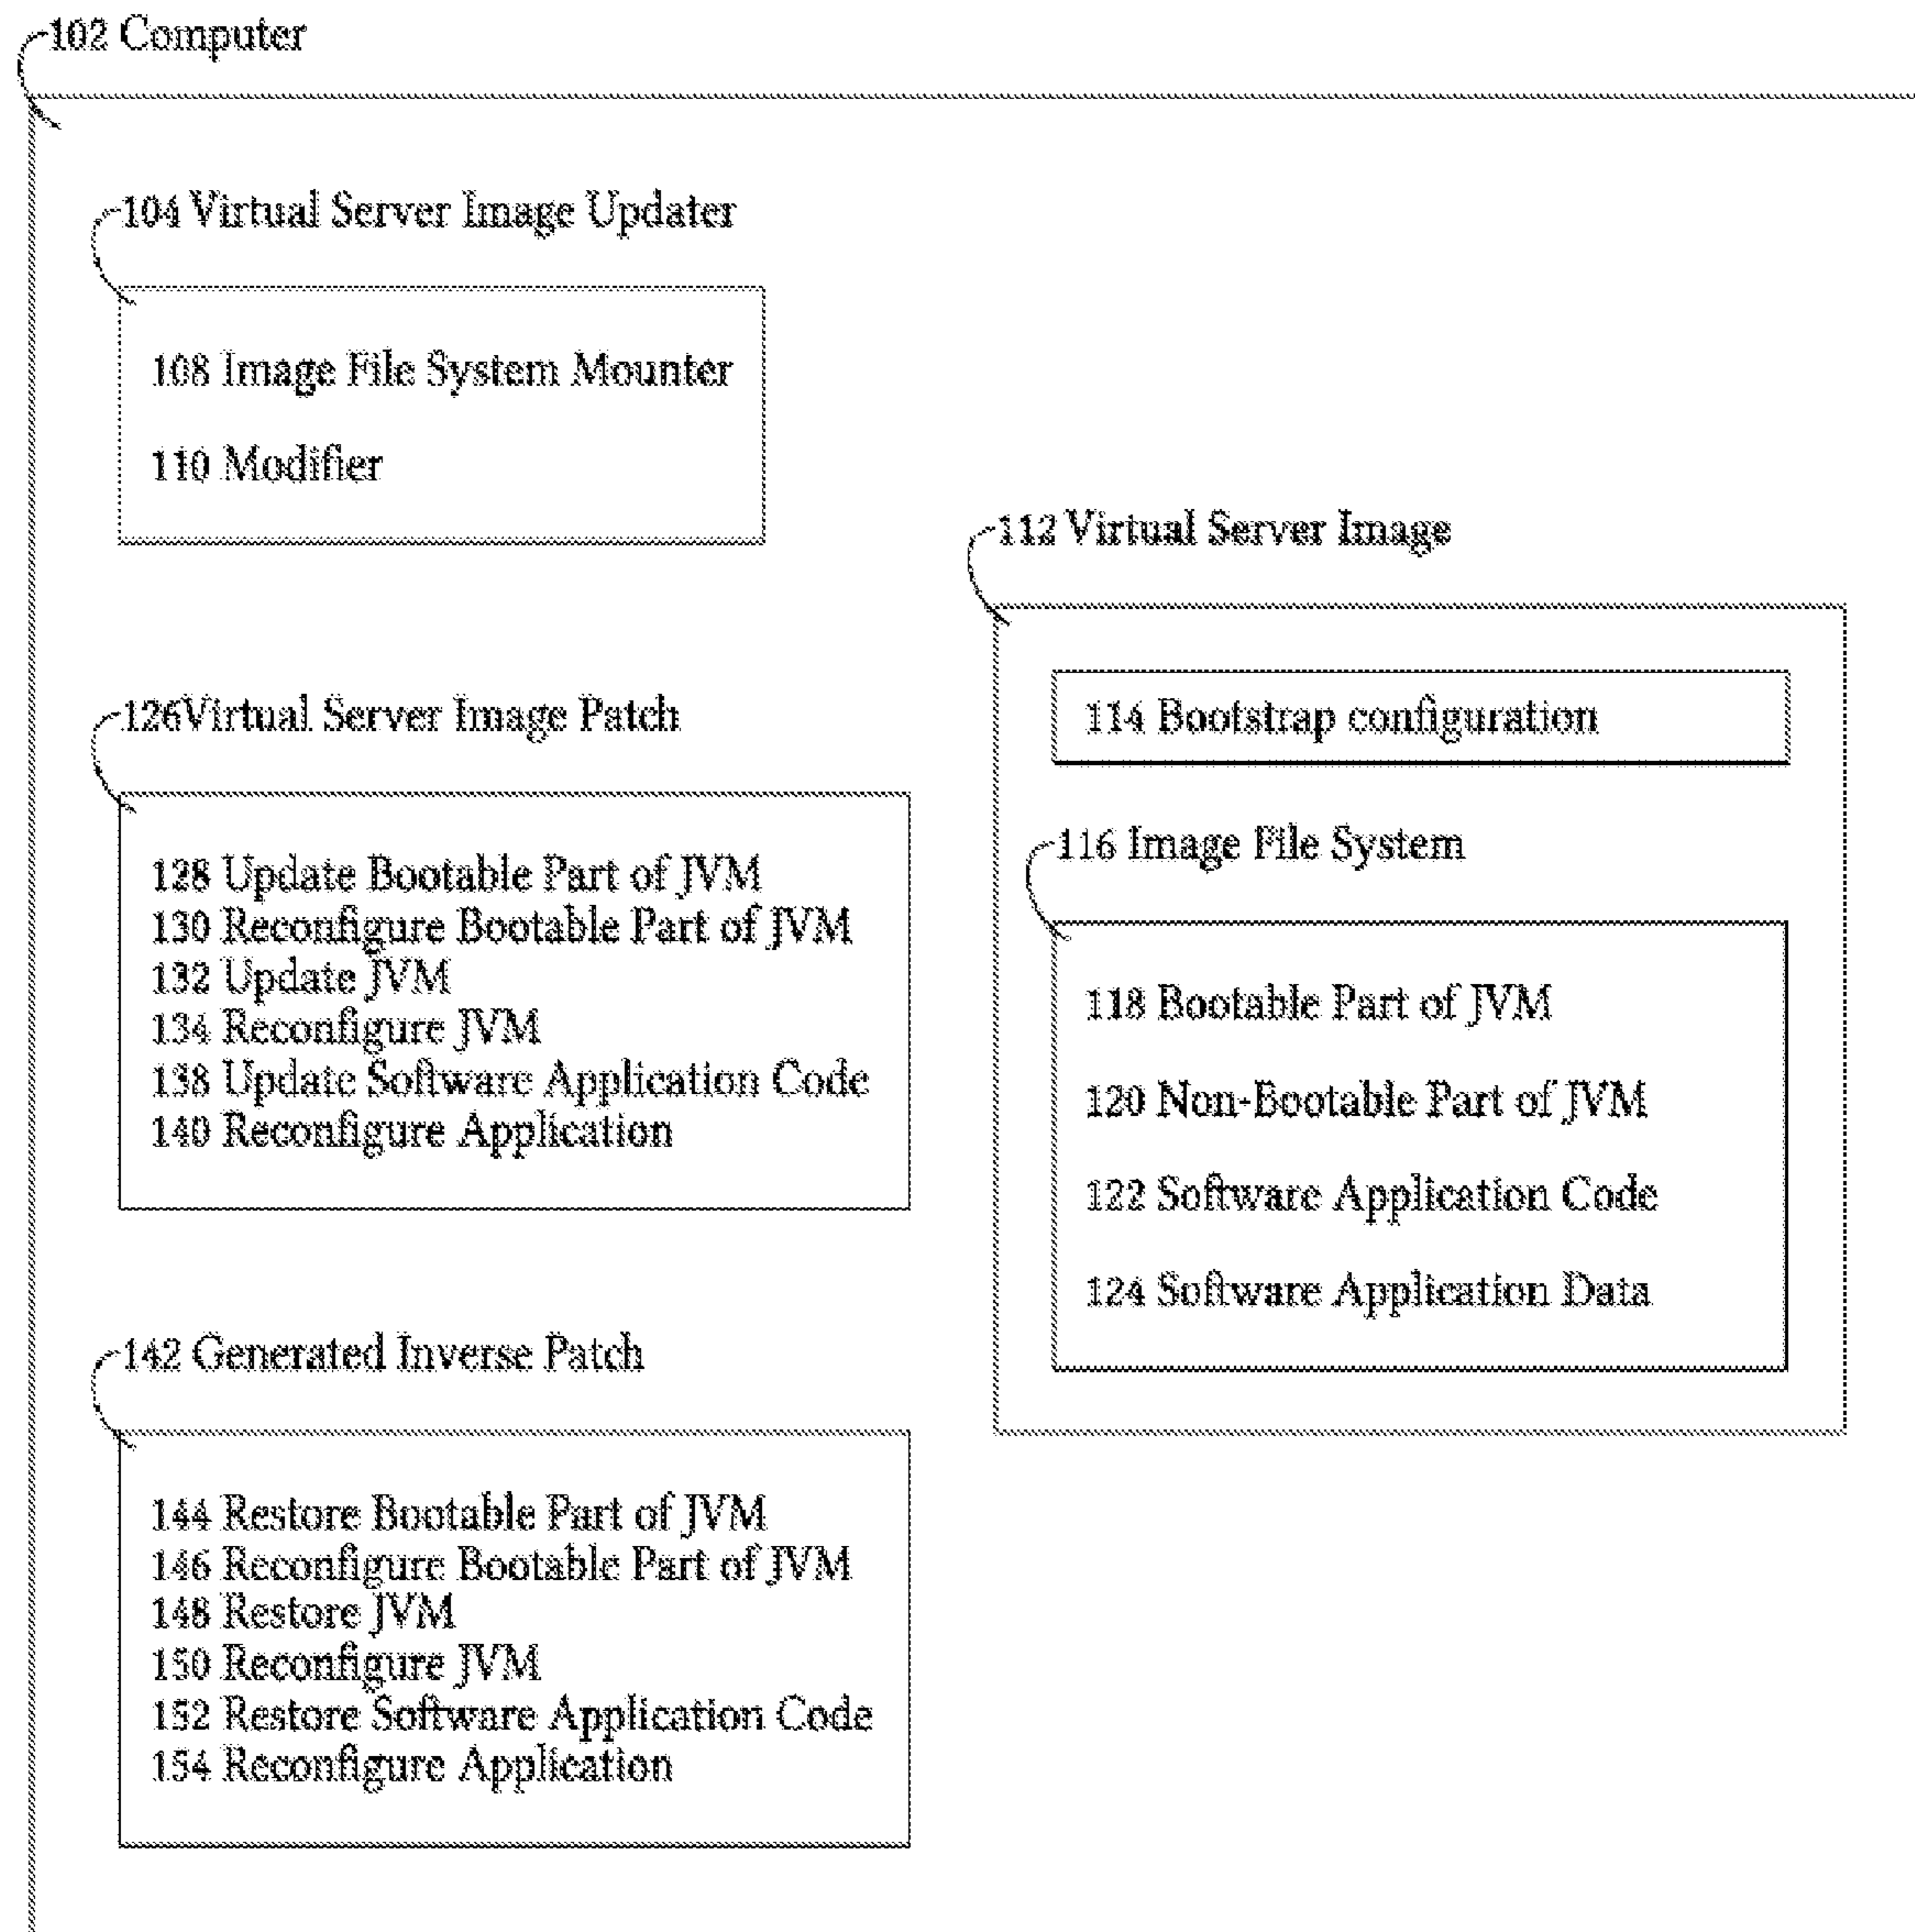 102 Computer
104 Virtual Server Image Updater
108 Image File System Mounter
110 Modifier
112 Virtual Server Image
114 Bootstrap configuration
116 Image File System
118 Bootable Part of JVM
120 Non-Bootable Part of JVM
122 Software Application Code
124 Software Application Data
126Virtual Server Image Patch
128 Update Bootable Part of JVM
130 Reconfigure Bootable Part of JVM
132 Update JVM
134 Reconfigure JVM
138 Update Software Application Code
140 Reconfigure Application
142 Generated Inverse Patch
144 Restore Bootable Part of JVM
146 Reconfigure Bootable Part of JVM
148 Restore JVM
150 Reconfigure JVM
152 Restore Software Application Code
154 Reconfigure Application